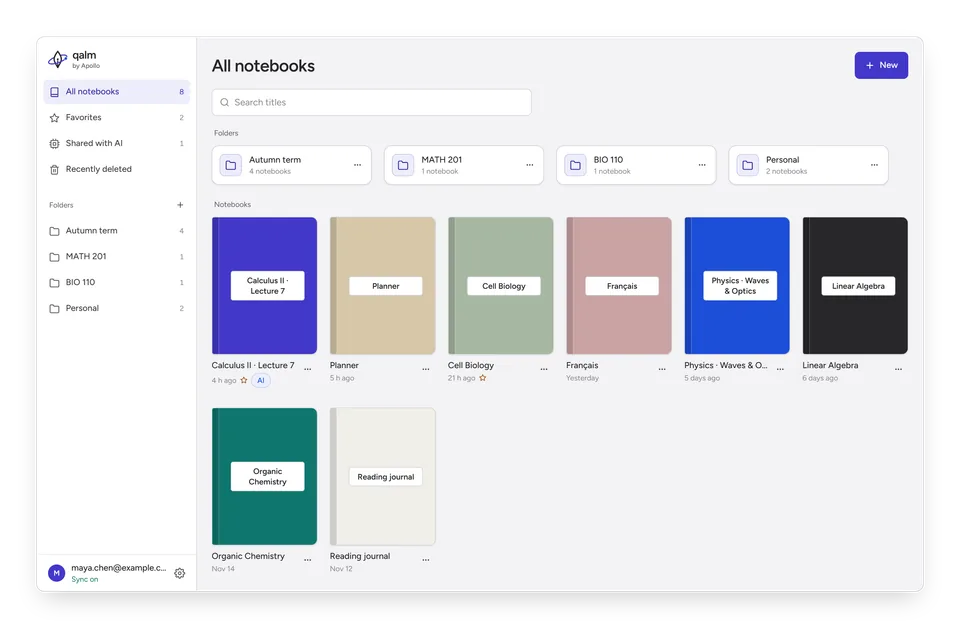 qalm
by Apollo
All notebooks 8
Favorites 2
Shared with AI 1
Recently deleted
Folders +
Autumn term 4
MATH 201 1
BIO 110 1
Personal 2
M
maya.chen@example.c...
Sync on
All notebooks
+ New
Search titles
Folders
Autumn term
4 notebooks
MATH 201
1 notebook
BIO 110
1 notebook
Personal
2 notebooks
Notebooks
Calculus II ·
Lecture 7
Calculus II · Lecture 7
4 h ago AI
Planner
Planner
5 h ago
Cell Biology
Cell Biology
21 h ago
Français
Français
Yesterday
Physics · Waves
& Optics
Physics · Waves & O...
5 days ago
Linear Algebra
Linear Algebra
6 days ago
Organic
Chemistry
Organic Chemistry
Nov 14
Reading journal
Reading journal
Nov 12